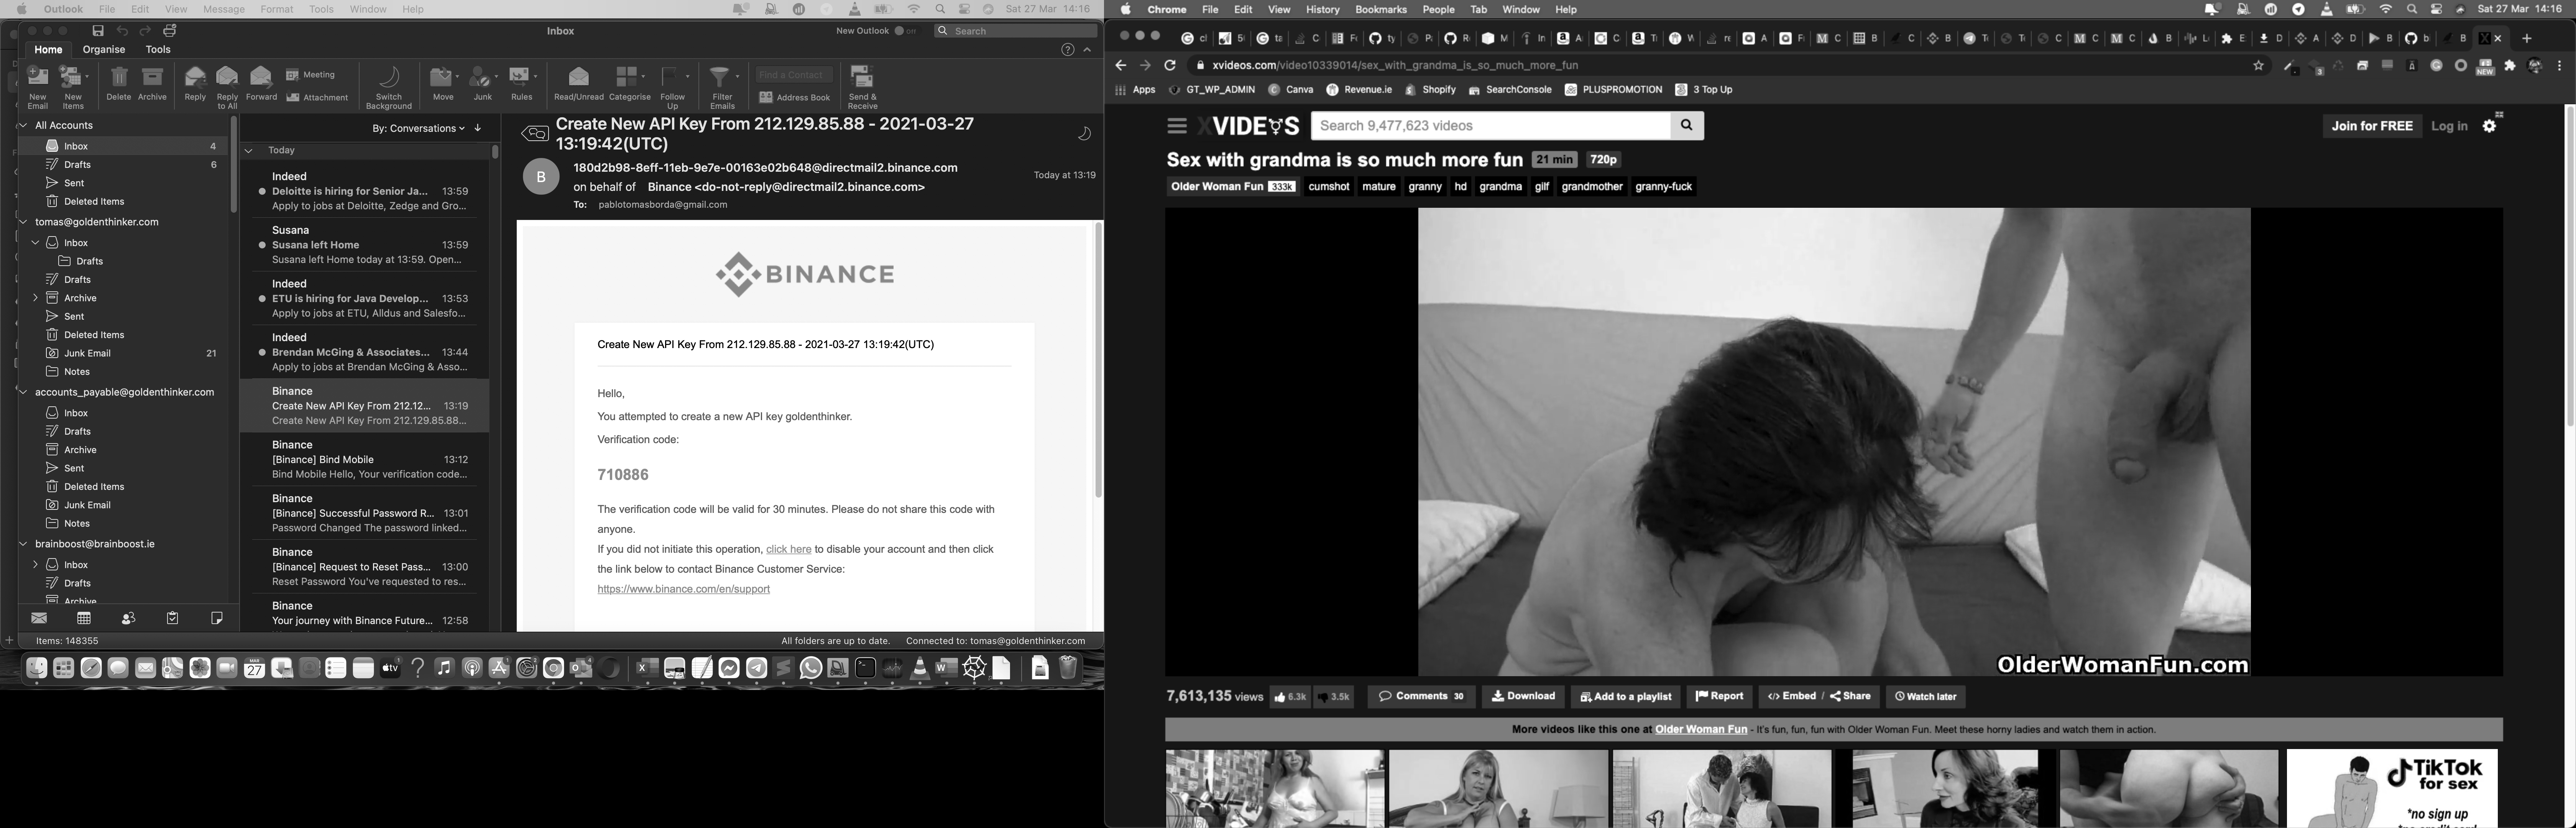 Outlook File Edit View Message Format Tools Window Help
Sat 27 Mar 14:16
Inbox
New Outlook
Search
Home Organise Tools
New Email
New Items
Delete
Archive
Reply
Reply to All
Forward
Meeting
Attachment
Switch Background
Move
Junk
Rules
Read/Unread
Categorise
Follow Up
Filter Emails
Find a Contact
Address Book
Send & Receive
All Accounts
Inbox 4
Drafts 6
Sent
Deleted Items
tomas@goldenthinker.com
Inbox
Drafts
Drafts
Archive
Sent
Deleted Items
Junk Email 21
Notes
accounts_payable@goldenthinker.com
Inbox
Drafts
Archive
Sent
Deleted Items
Junk Email
Notes
brainboost@brainboost.ie
Inbox
Drafts
Archive
Items: 148355
By: Conversations
Today
Indeed
Deloitte is hiring for Senior Ja... 13:59
Apply to jobs at Deloitte, Zedge and Gro...
Susana
Susana left Home 13:59
Susana left Home today at 13:59. Open...
Indeed
ETU is hiring for Java Develop... 13:53
Apply to jobs at ETU, Alldus and Salesfo...
Indeed
Brendan McGing & Associates... 13:44
Apply to jobs at Brendan McGing & Asso...
Binance
Create New API Key From 212.12... 13:19
Create New API Key From 212.129.85.88...
Binance
[Binance] Bind Mobile 13:12
Bind Mobile Hello, Your verification code...
Binance
[Binance] Successful Password R... 13:01
Password Changed The password linked...
Binance
[Binance] Request to Reset Pass... 13:00
Reset Password You've requested to res...
Binance
Your journey with Binance Future... 12:58
Create New API Key From 212.129.85.88 - 2021-03-27
13:19:42(UTC)
B
180d2b98-8eff-11eb-9e7e-00163e02b648@directmail2.binance.com
on behalf of Binance <do-not-reply@directmail2.binance.com>
Today at 13:19
To: pablotomasborda@gmail.com
BINANCE
Create New API Key From 212.129.85.88 - 2021-03-27 13:19:42(UTC)
Hello,
You attempted to create a new API key goldenthinker.
Verification code:
710886
The verification code will be valid for 30 minutes. Please do not share this code with
anyone.
If you did not initiate this operation, click here to disable your account and then click
the link below to contact Binance Customer Service:
https://www.binance.com/en/support
All folders are up to date. Connected to: tomas@goldenthinker.com
MAR
27
tv
Chrome File Edit View History Bookmarks People Tab Window Help
Sat 27 Mar 14:16
xvideos.com/video10339014/sex_with_grandma_is_so_much_more_fun
NEW
Apps GT_WP_ADMIN Canva Revenue.ie Shopify SearchConsole PLUSPROMOTION 3 Top Up
XVIDEOS
Search 9,477,623 videos
Join for FREE Log in
Sex with grandma is so much more fun 21 min 720p
Older Woman Fun 333k cumshot mature granny hd grandma gilf grandmother granny-fuck
OlderWomanFun.com
7,613,135 views 6.3k 3.5k Comments 30 Download Add to a playlist Report Embed / Share Watch later
More videos like this one at Older Woman Fun - It's fun, fun, fun with Older Woman Fun. Meet these horny ladies and watch them in action.
TikTok
for sex
*no sign up